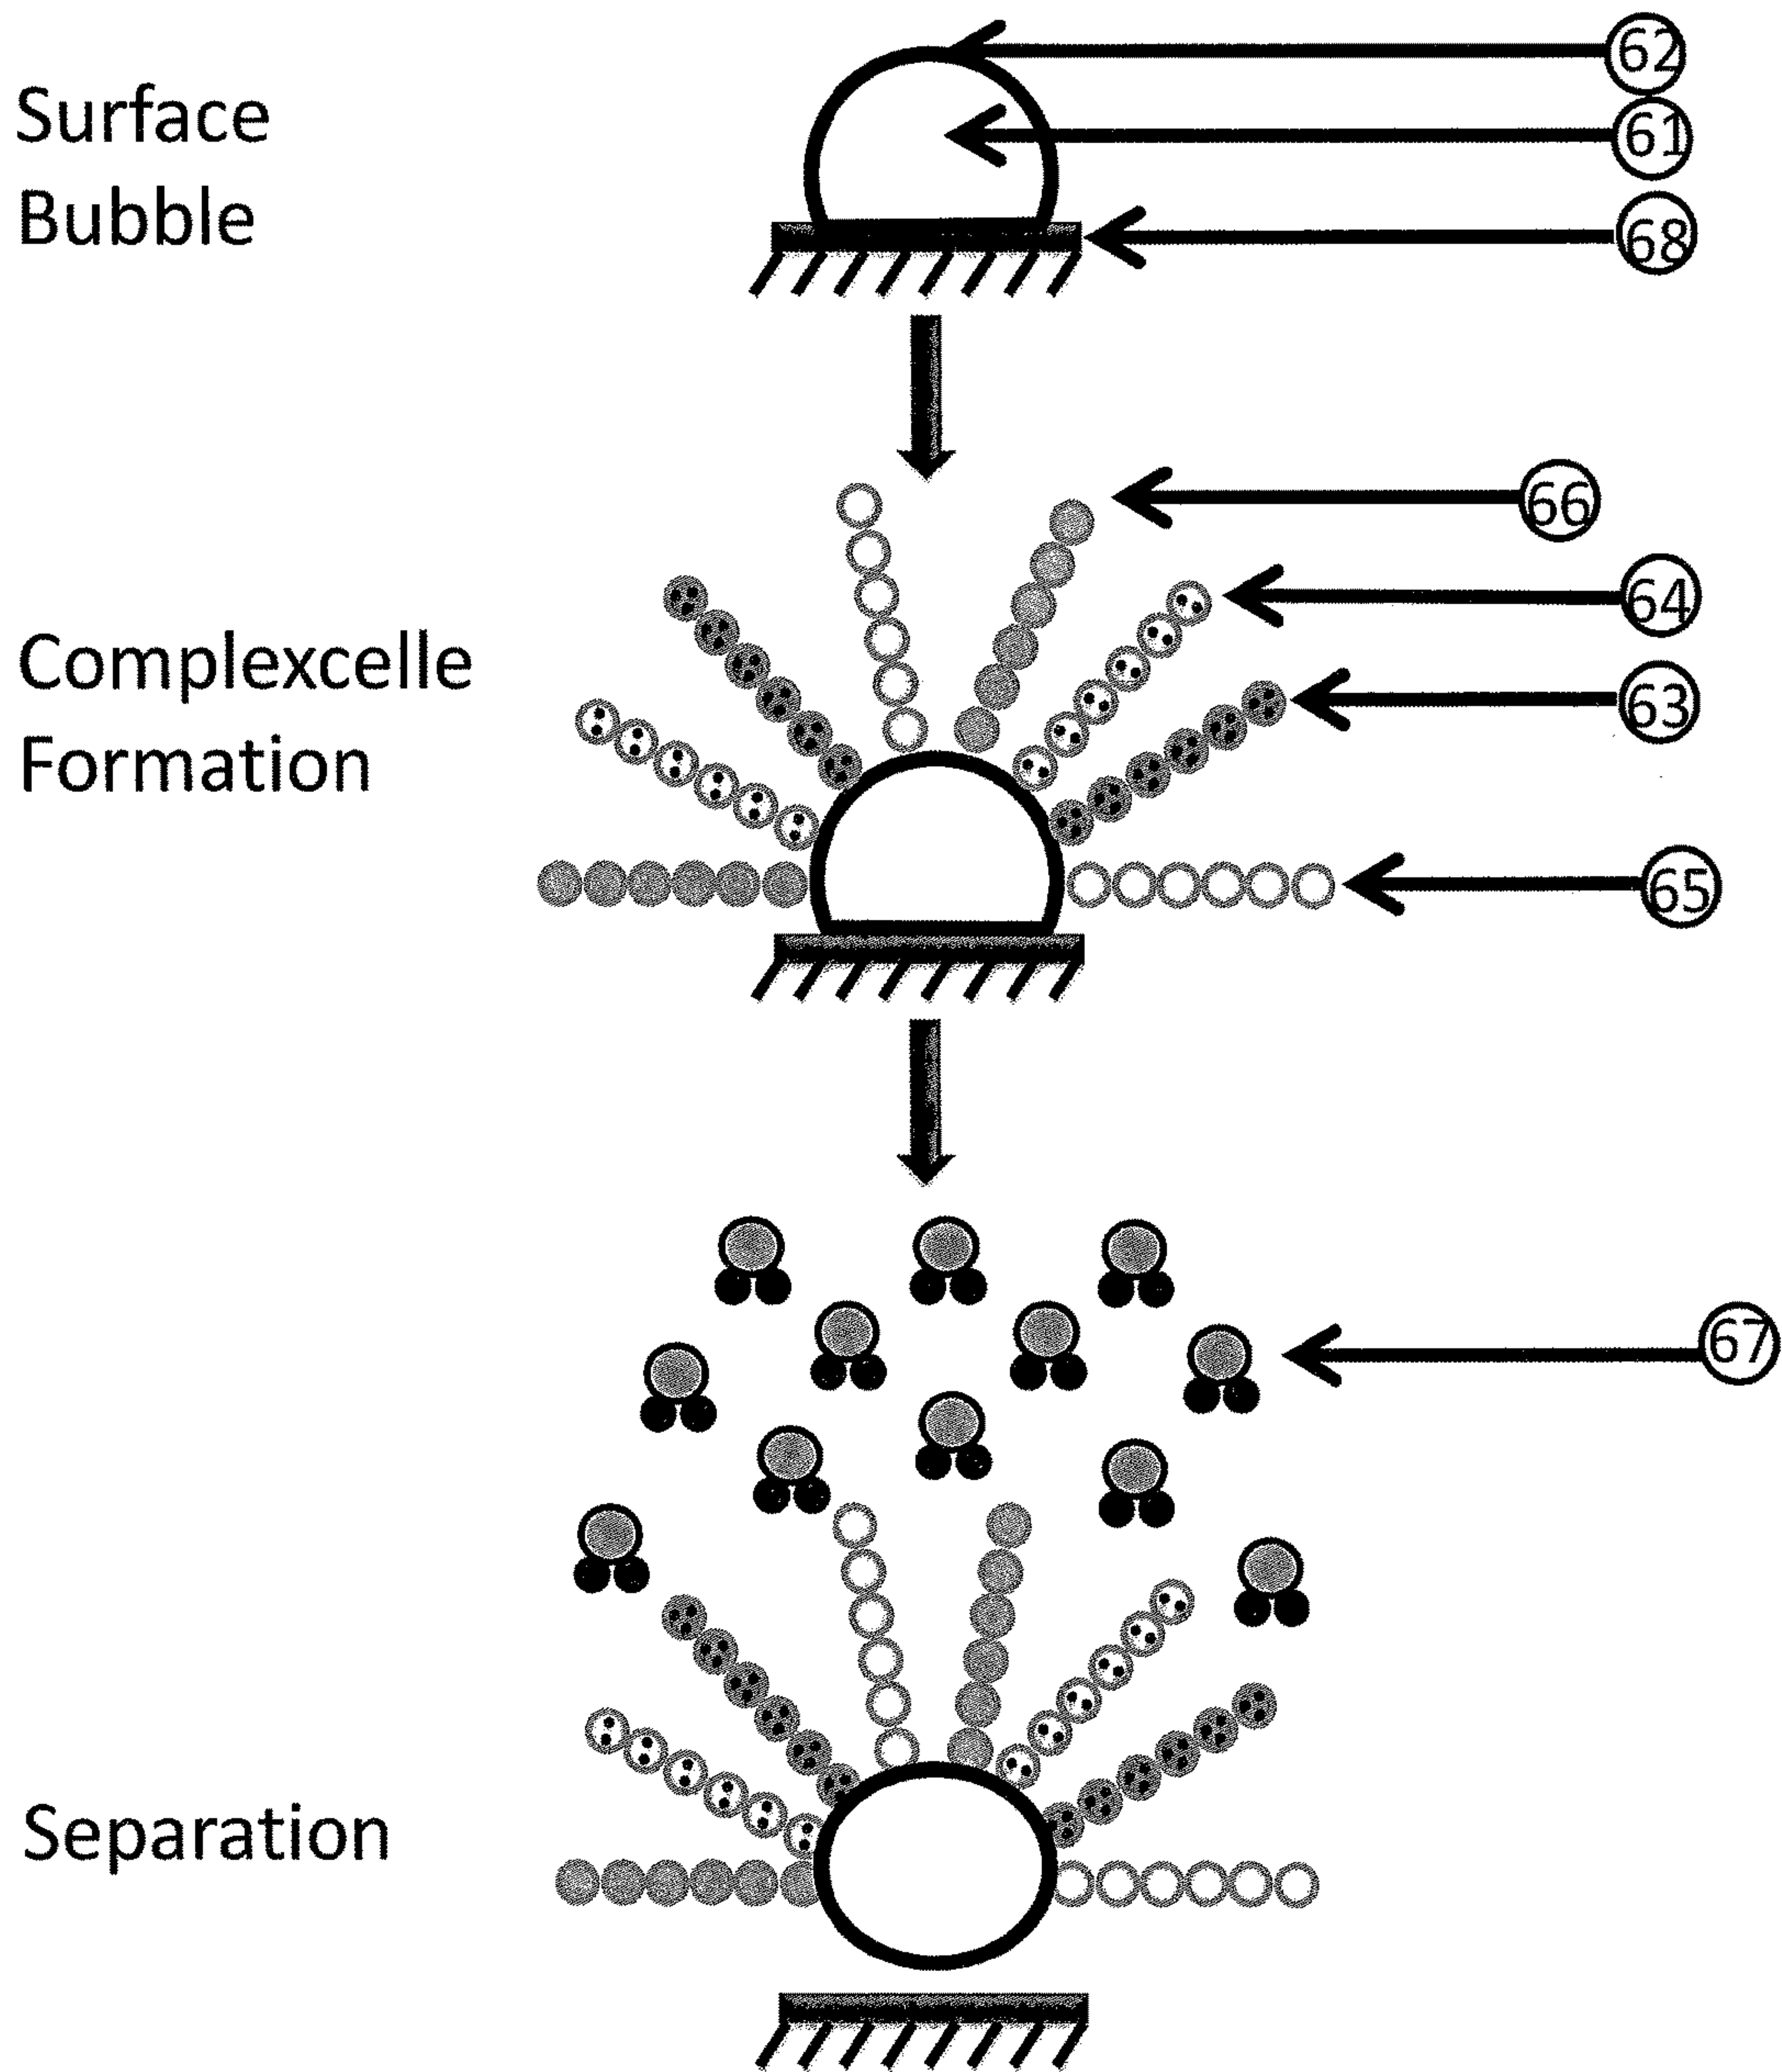 62
Surface
61
Bubble
68
66
64
Complexcelle
63
Formation
65
67
Separation